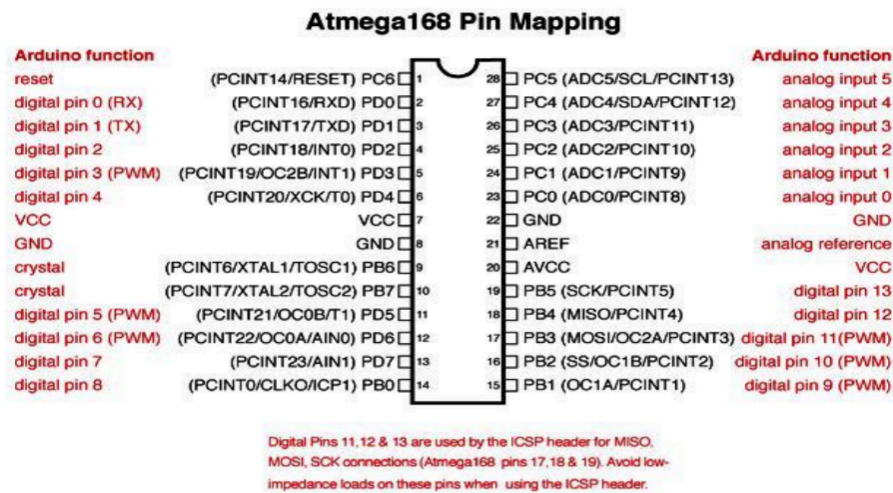 Atmega168 Pin Mapping
Arduino function Arduino function
reset (PCINT14/RESET) PC6 1 28 PC5 (ADC5/SCL/PCINT13) analog input 5
digital pin 0 (RX) (PCINT16/RXD) PD0 2 27 PC4 (ADC4/SDA/PCINT12) analog input 4
digital pin 1 (TX) (PCINT17/TXD) PD1 3 26 PC3 (ADC3/PCINT11) analog input 3
digital pin 2 (PCINT18/INT0) PD2 4 25 PC2 (ADC2/PCINT10) analog input 2
digital pin 3 (PWM) (PCINT19/OC2B/INT1) PD3 5 24 PC1 (ADC1/PCINT9) analog input 1
digital pin 4 (PCINT20/XCK/T0) PD4 6 23 PC0 (ADC0/PCINT8) analog input 0
VCC VCC 7 22 GND GND
GND GND 8 21 AREF analog reference
crystal (PCINT6/XTAL1/TOSC1) PB6 9 20 AVCC VCC
crystal (PCINT7/XTAL2/TOSC2) PB7 10 19 PB5 (SCK/PCINT5) digital pin 13
digital pin 5 (PWM) (PCINT21/OC0B/T1) PD5 11 18 PB4 (MISO/PCINT4) digital pin 12
digital pin 6 (PWM) (PCINT22/OC0A/AIN0) PD6 12 17 PB3 (MOSI/OC2A/PCINT3) digital pin 11(PWM)
digital pin 7 (PCINT23/AIN1) PD7 13 16 PB2 (SS/OC1B/PCINT2) digital pin 10 (PWM)
digital pin 8 (PCINT0/CLKO/ICP1) PB0 14 15 PB1 (OC1A/PCINT1) digital pin 9 (PWM)
Digital Pins 11,12 & 13 are used by the ICSP header for MISO,
MOSI, SCK connections (Atmega168 pins 17,18 & 19). Avoid low-
impedance loads on these pins when using the ICSP header.